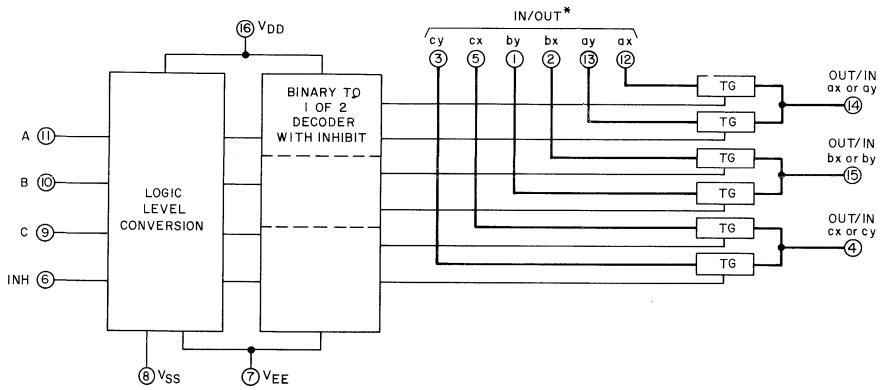 IN/OUT*
16 VDD
cy cx by bx ay ax
3 5 1 2 13 12
BINARY TO
1 OF 2
DECODER
WITH INHIBIT
TG
OUT/IN
ax or ay
14
A 11
TG
OUT/IN
bx or by
15
TG
B 10
LOGIC
LEVEL
CONVERSION
TG
C 9
TG
OUT/IN
cx or cy
4
INH 6
TG
8 VSS
7 VEE